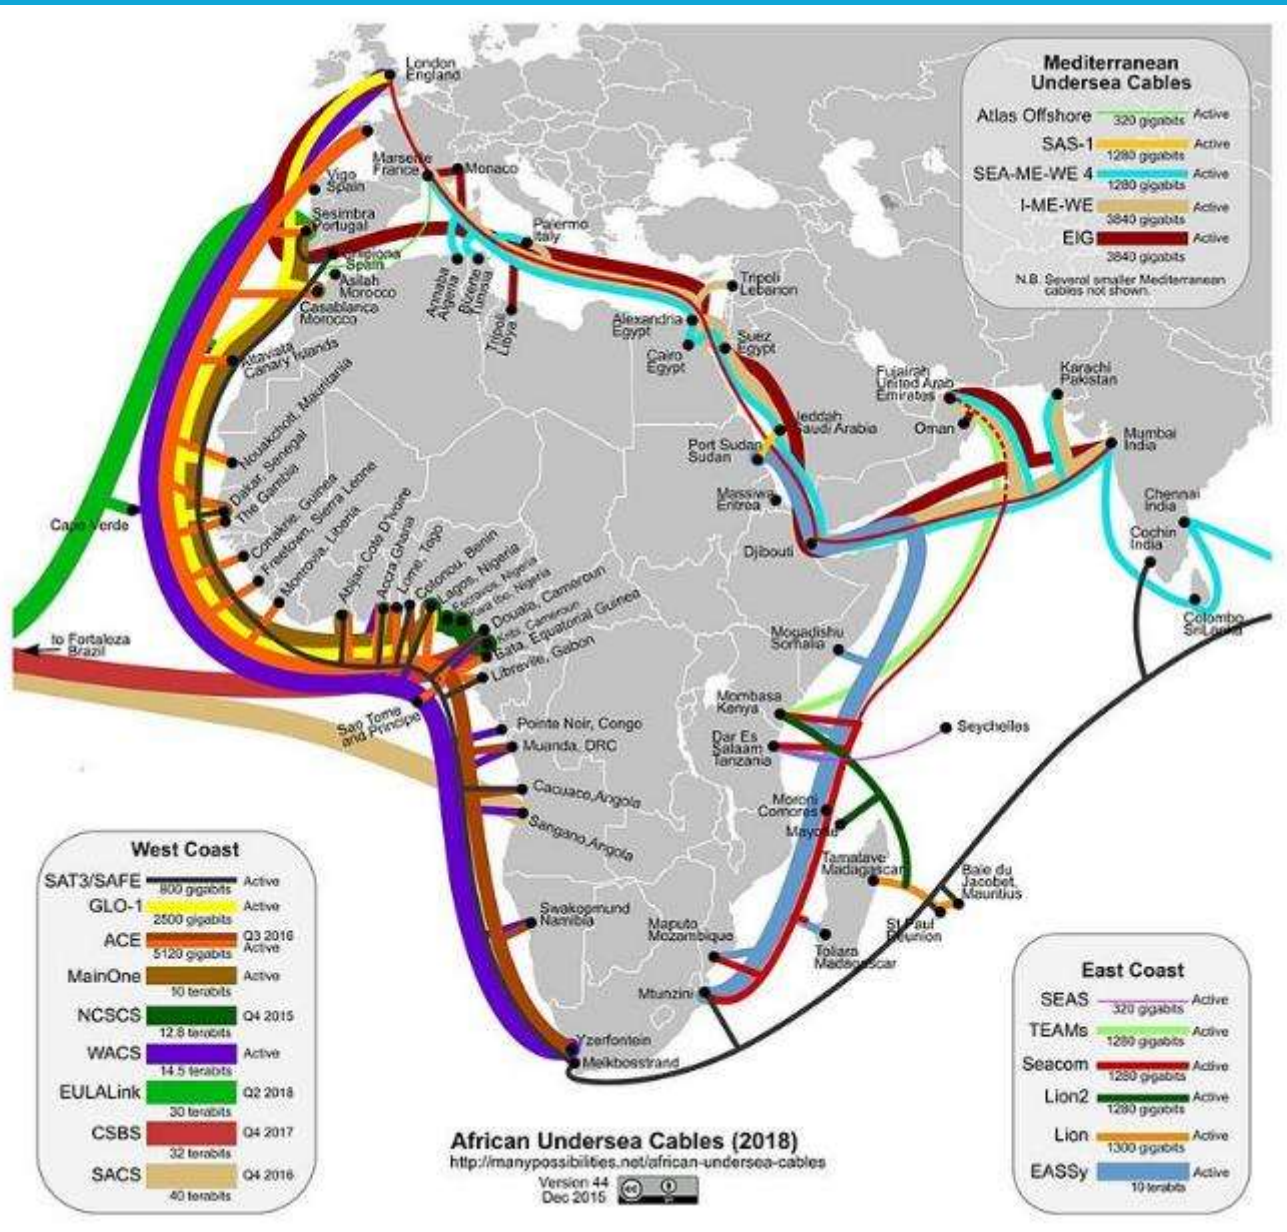 London
England
Marseille
France
Monaco
Vigo
Spain
Sesimbra
Portugal
Palermo
Italy
Spain
Asilah
Morocco
Casablanca
Morocco
Annaba
Algeria
Bizerte
Tunisia
Tripoli
Libya
Tripoli
Lebanon
Alexandria
Egypt
Cairo
Egypt
Suez
Egypt
Altavista
Canary Islands
Nouakchott, Mauritania
Dakar, Senegal
The Gambia
Conakrie, Guinea
Freetown, Sierra Leone
Monrovia, Liberia
Abijan Cote D'Ivoire
Accra Ghana
Lome, Togo
Cotonou, Benin
Lagos, Nigeria
Escravos, Nigeria
Nigeria
Douala, Cameroun
Kribi, Cameroun
Bata, Equatorial Guinea
Libreville, Gabon
Cape Verde
to Fortaleza
Brazil
Sao Tome
and Principe
Pointe Noir, Congo
Muanda, DRC
Cacuaco, Angola
Sangano, Angola
Swakopmund
Namibia
Yzerfontein
Melkbosstrand
Jeddah
Saudi Arabia
Port Sudan
Sudan
Massiwa
Eritrea
Djibouti
Fujairah
United Arab
Emirates
Oman
Karachi
Pakistan
Mumbai
India
Chennai
India
Cochin
India
Colombo
Sri Lanka
Mogadishu
Somalia
Mombasa
Kenya
Dar Es
Salaam
Tanzania
Seychelles
Moroni
Comores
Mayotte
Tamatave
Madagascar
Baie du
Jacobet,
Mauritius
St Paul
Reunion
Toliara
Madagascar
Maputo
Mozambique
Mtunzini
Mediterranean
Undersea Cables
Atlas Offshore 320 gigabits Active
SAS-1 1280 gigabits Active
SEA-ME-WE 4 1280 gigabits Active
I-ME-WE 3840 gigabits Active
EIG 3840 gigabits Active
N.B. Several smaller Mediterranean
cables not shown.
West Coast
SAT3/SAFE 800 gigabits Active
GLO-1 2500 gigabits Active
ACE 5120 gigabits Q3 2016 Active
MainOne 10 terabits Active
NCSCS 12.8 terabits Q4 2015
WACS 14.5 terabits Active
EULALink 30 terabits Q2 2018
CSBS 32 terabits Q4 2017
SACS 40 terabits Q4 2016
East Coast
SEAS 320 gigabits Active
TEAMs 1280 gigabits Active
Seacom 1280 gigabits Active
Lion2 1280 gigabits Active
Lion 1300 gigabits Active
EASSy 10 terabits Active
African Undersea Cables (2018)
http://manypossibilities.net/african-undersea-cables
Version 44
Dec 2015
cc